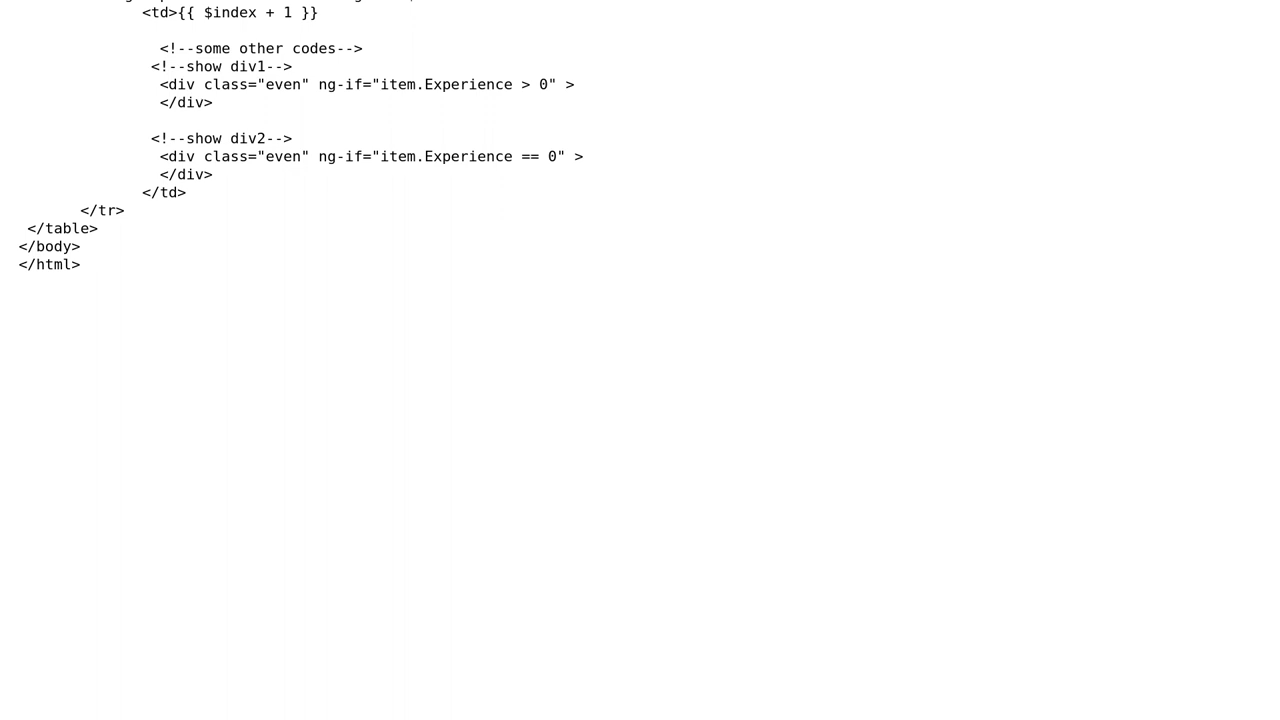 <td>{{ $index + 1 }}
<!--some other codes-->
<!--show div1-->
<div class="even" ng-if="item.Experience > 0" >
</div>
<!--show div2-->
<div class="even" ng-if="item.Experience == 0" >
</div>
</td>
</tr>
</table>
</body>
</html>